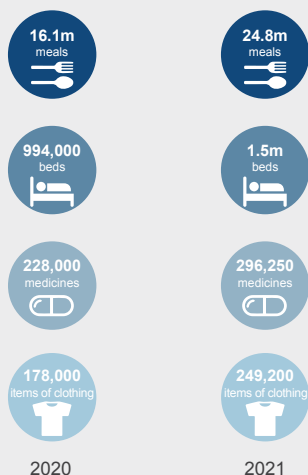 16.1m
meals
24.8m
meals
994,000
beds
1.5m
beds
228,000
medicines
296,250
medicines
178,000
items of clothing
249,200
items of clothing
2020
2021